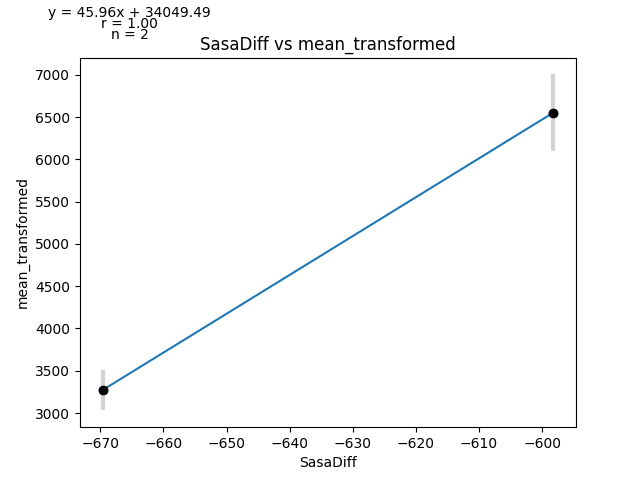 y = 45.96x + 34049.49
r = 1.00
n = 2
SasaDiff vs mean_transformed
7000
6500
6000
5500
5000
4500
4000
3500
3000
mean_transformed
−670 −660 −650 −640 −630 −620 −610 −600
SasaDiff